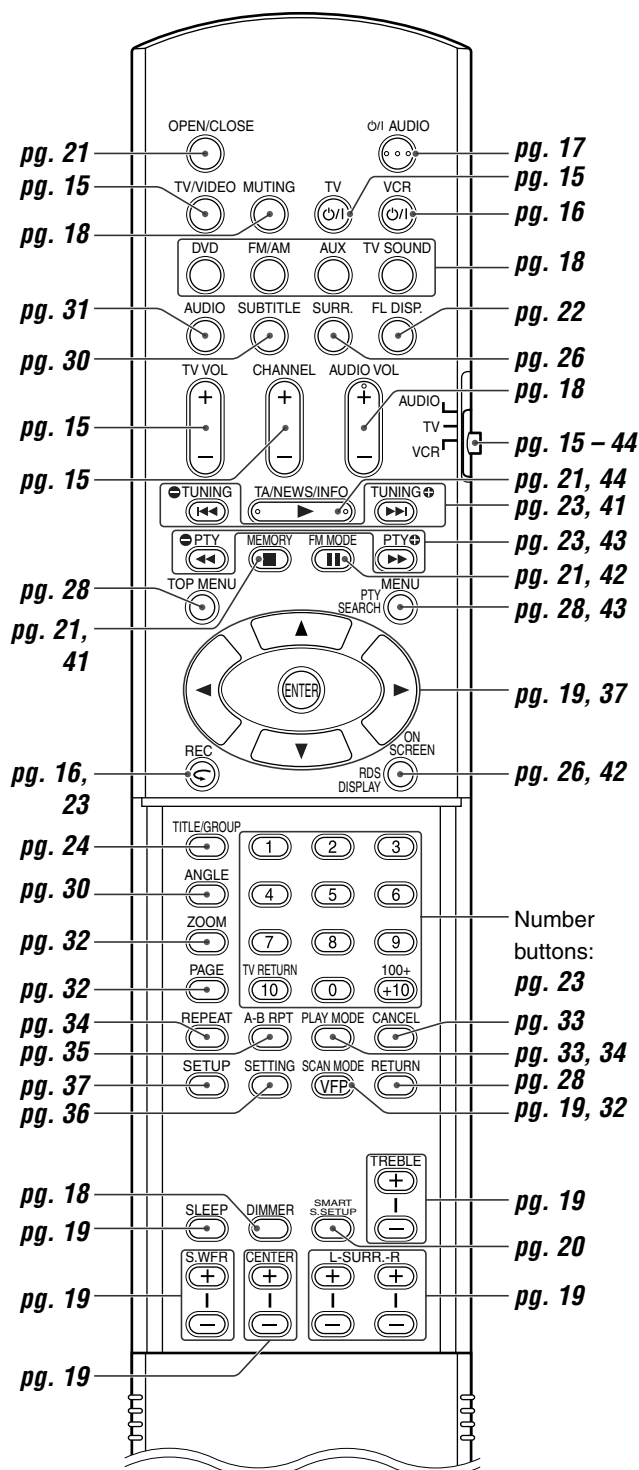 OPEN/CLOSE
⏻/I AUDIO
pg. 21
pg. 17
TV/VIDEO MUTING TV VCR
pg. 15
pg. 15
⏻/I ⏻/I
pg. 16
pg. 18
DVD FM/AM AUX TV SOUND
pg. 18
AUDIO SUBTITLE SURR. FL DISP.
pg. 31
pg. 22
pg. 30
pg. 26
TV VOL CHANNEL AUDIO VOL
pg. 18
+ + +
AUDIO
TV
VCR
pg. 15
pg. 15 – 44
– – –
pg. 15
pg. 21, 44
TUNING TA/NEWS/INFO TUNING
pg. 23, 41
PTY MEMORY FM MODE PTY
pg. 23, 43
pg. 21, 42
TOP MENU
MENU
PTY
SEARCH
pg. 28
pg. 28, 43
pg. 21,
41
ENTER
pg. 19, 37
REC
ON
SCREEN
RDS
DISPLAY
pg. 16,
23
pg. 26, 42
TITLE/GROUP
pg. 24
1 2 3
ANGLE
pg. 30
4 5 6
ZOOM
pg. 32
7 8 9
Number
buttons:
pg. 23
PAGE
pg. 32
TV RETURN 100+
10 0 +10
REPEAT A-B RPT PLAY MODE CANCEL
pg. 34
pg. 33
pg. 35
pg. 33, 34
SETUP SETTING SCAN MODE RETURN
VFP
pg. 37
pg. 28
pg. 36
pg. 19, 32
TREBLE
+
–
pg. 19
SLEEP DIMMER SMART
S.SETUP
pg. 18
pg. 19
pg. 20
S.WFR CENTER L-SURR.-R
+ + + +
– – – –
pg. 19
pg. 19
pg. 19